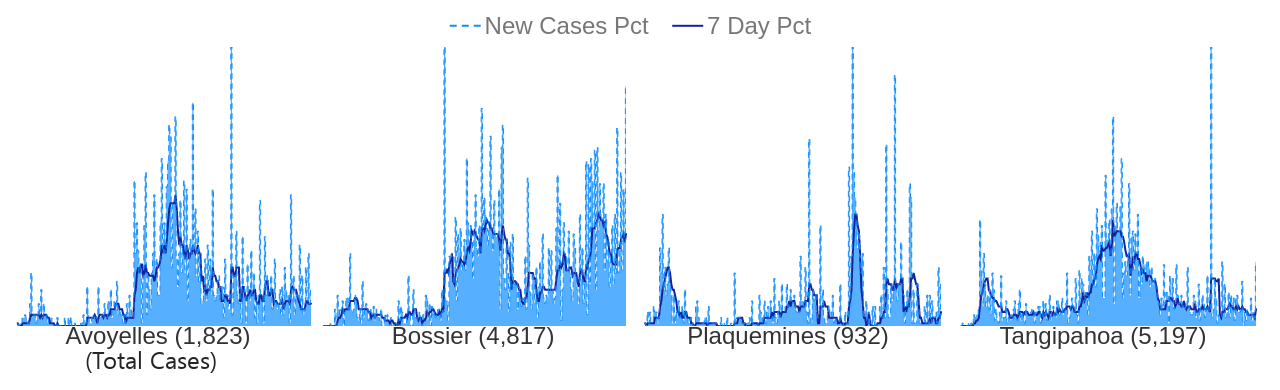 New Cases Pct 7 Day Pct
Avoyelles (1,823) Bossier (4,817) Plaquemines (932) Tangipahoa (5,197)
(Total Cases)